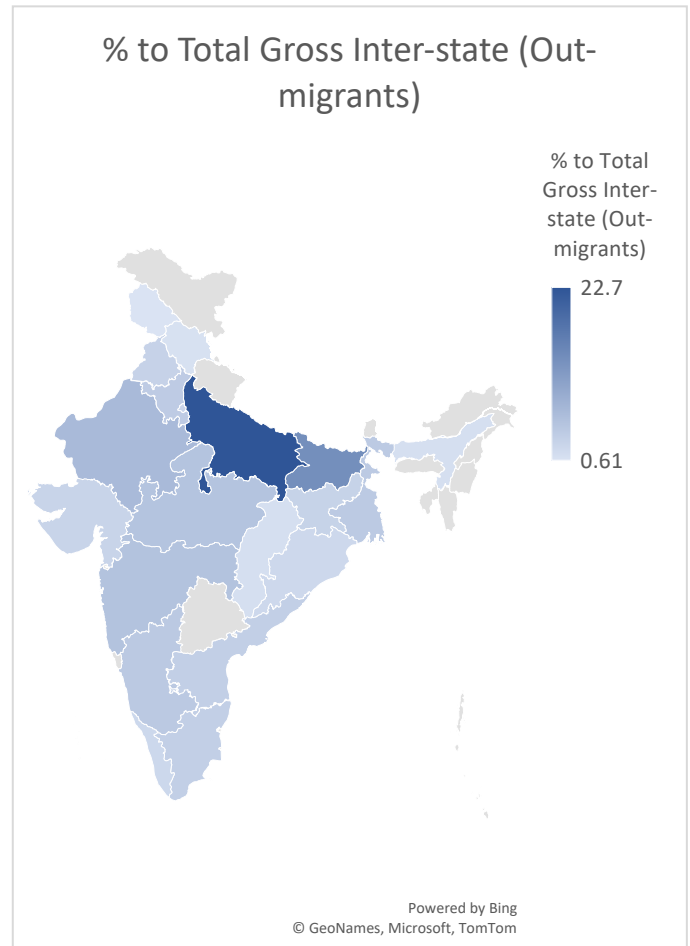 % to Total Gross Inter-state (Out-
migrants)
% to Total
Gross Inter-
state (Out-
migrants)
22.7
0.61
Powered by Bing
© GeoNames, Microsoft, TomTom